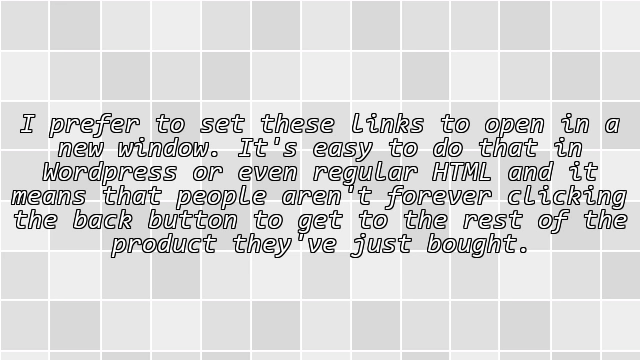 I prefer to set these links to open in a
new window. It's easy to do that in
Wordpress or even regular HTML and it
means that people aren't forever clicking
the back button to get to the rest of the
product they've just bought.